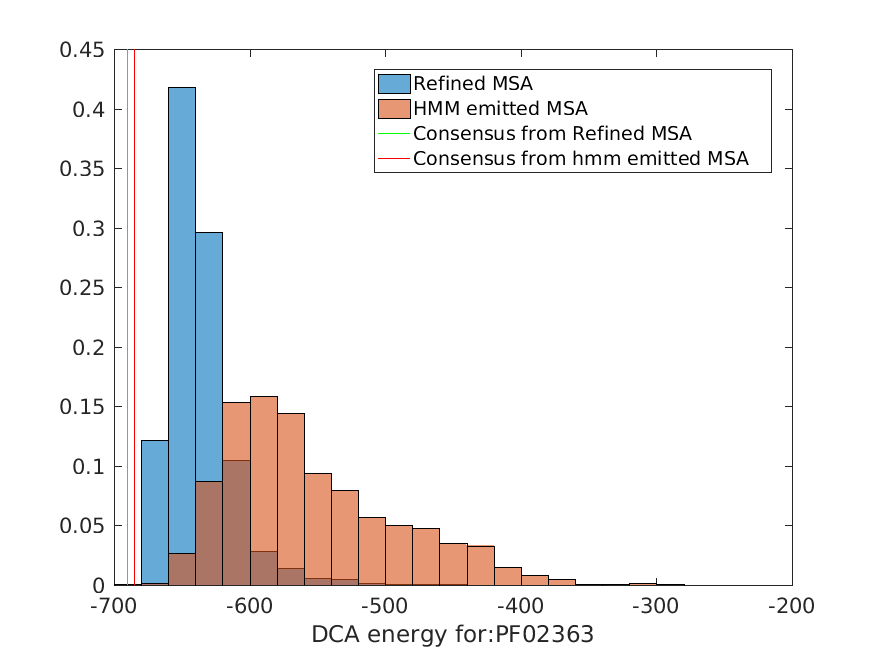 0.45
0.4
0.35
0.3
0.25
0.2
0.15
0.1
0.05
0
Refined MSA
HMM emitted MSA
Consensus from Refined MSA
Consensus from hmm emitted MSA
-700 -600 -500 -400 -300 -200
DCA energy for:PF02363